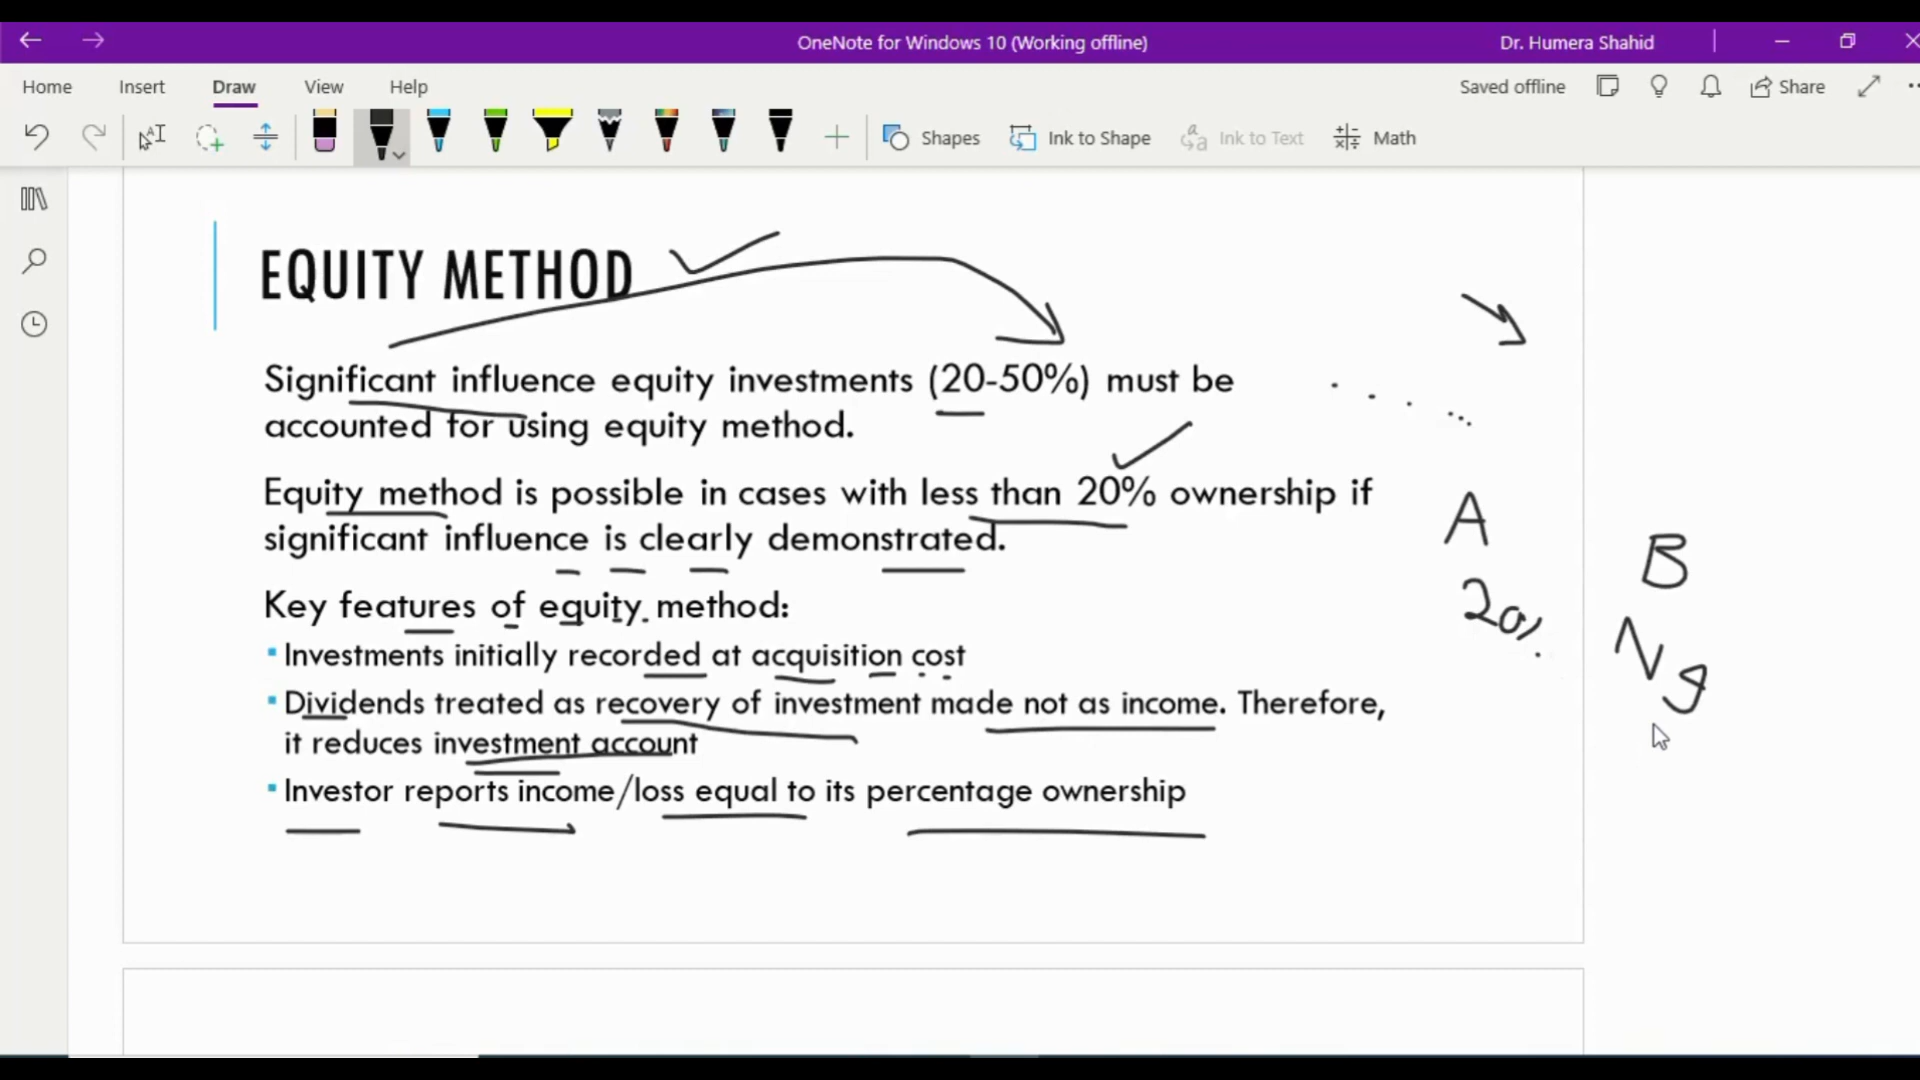 OneNote for Windows 10 (Working offline)
Dr. Humera Shahid
Home Insert Draw View Help
Saved offline
Share
Shapes
Ink to Shape
Ink to Text
Math
EQUITY METHOD
Significant influence equity investments (20-50%) must be
accounted for using equity method.
Equity method is possible in cases with less than 20% ownership if
significant influence is clearly demonstrated.
Key features of equity method:
▪ Investments initially recorded at acquisition cost
▪ Dividends treated as recovery of investment made not as income. Therefore,
it reduces investment account
▪ Investor reports income/loss equal to its percentage ownership
A
20%
B